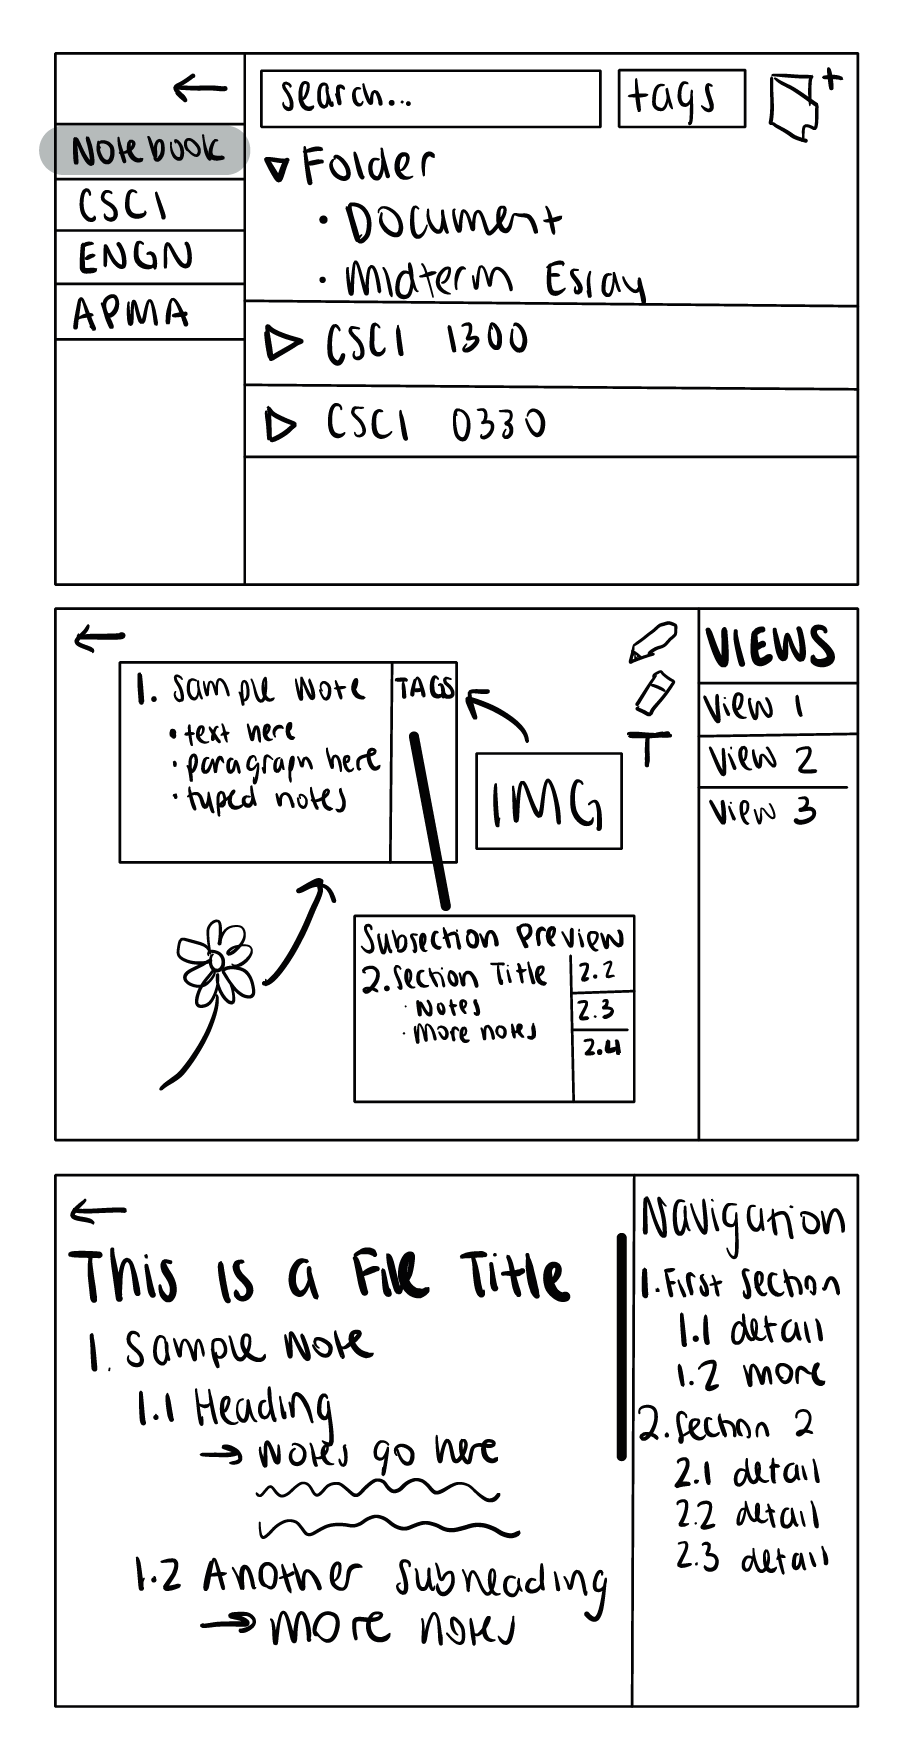 search...
tags
+
Notebook
CSCI
ENGN
APMA
Folder
• Document
• Midterm Essay
CSCI 1300
CSCI 0330
1. Sample Note
• text here
• paragraph here
• typed notes
TAGS
IMG
T
VIEWS
View 1
View 2
View 3
Subsection Preview
2. Section Title
• Notes
• More notes
2.2
2.3
2.4
This is a File Title
1. Sample Note
1.1 Heading
→ Notes go here
1.2 Another Subheading
→ More notes
Navigation
1. First Section
1.1 detail
1.2 more
2. Section 2
2.1 detail
2.2 detail
2.3 detail